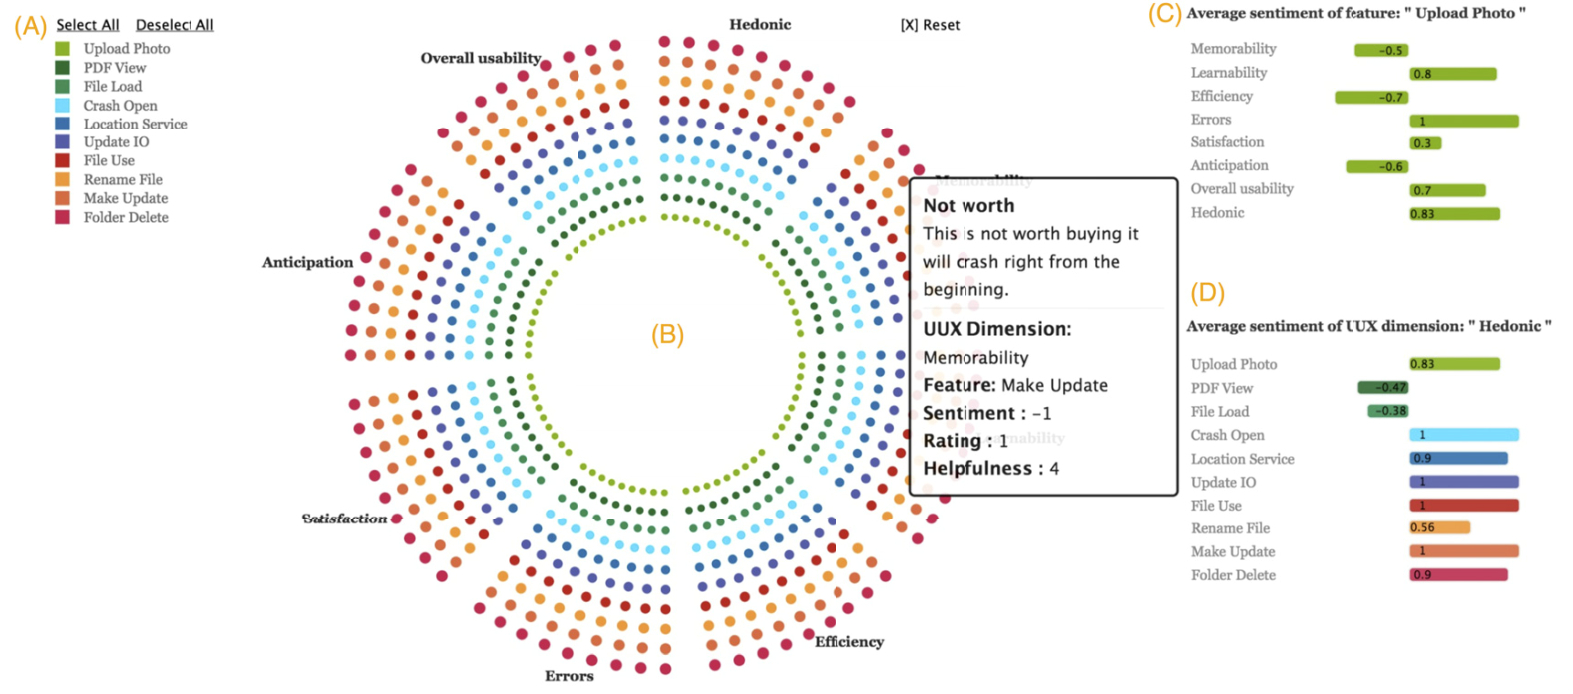 (A) Select All Deselect All
Upload Photo
PDF View
File Load
Crash Open
Location Service
Update IO
File Use
Rename File
Make Update
Folder Delete
Hedonic
[X] Reset
Overall usability
Anticipation
Satisfaction
Errors
Efficiency
Memorability
(B)
Not worth
This is not worth buying it
will crash right from the
beginning.
UUX Dimension:
Memorability
Feature: Make Update
Sentiment : -1
Rating : 1
Helpfulness : 4
(C) Average sentiment of feature: " Upload Photo "
Memorability -0.5
Learnability 0.8
Efficiency -0.7
Errors 1
Satisfaction 0.3
Anticipation -0.6
Overall usability 0.7
Hedonic 0.83
(D)
Average sentiment of UUX dimension: " Hedonic "
Upload Photo 0.83
PDF View -0.47
File Load -0.38
Crash Open 1
Location Service 0.9
Update IO 1
File Use 1
Rename File 0.56
Make Update 1
Folder Delete 0.9